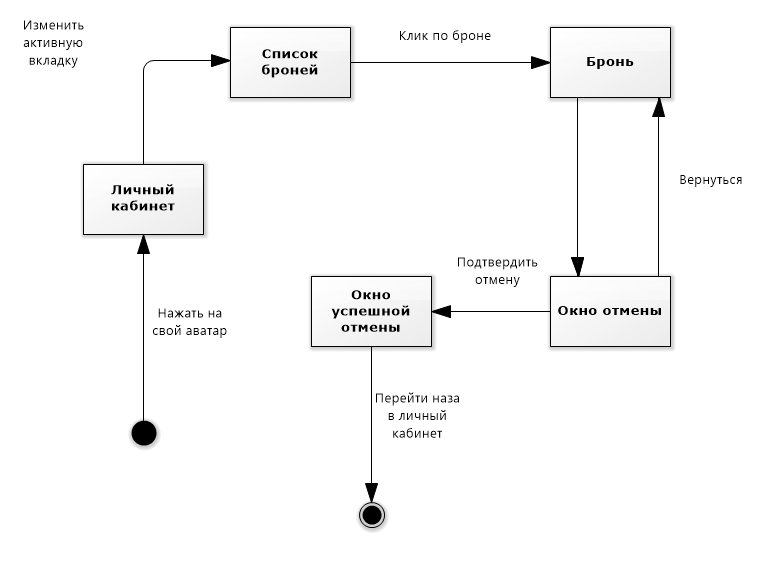 Изменить
активную
вкладку
Список
броней
Клик по броне
Бронь
Личный
кабинет
Вернуться
Подтвердить
отмену
Окно
успешной
отмены
Окно отмены
Нажать на
свой аватар
Перейти наза
в личный
кабинет